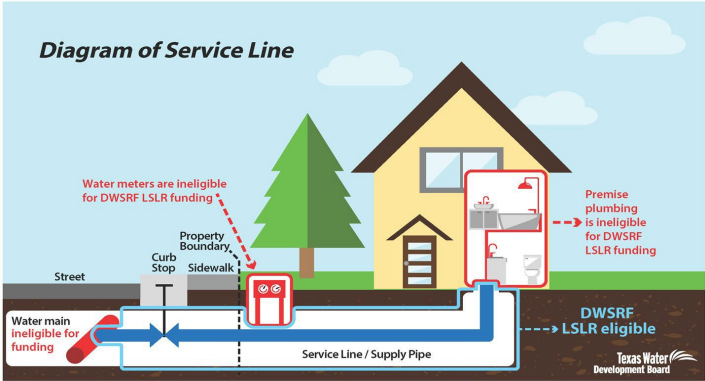 Diagram of Service Line
Water meters are ineligible
for DWSRF LSLR funding
Premise
plumbing
is ineligible
for DWSRF
LSLR funding
Property
Boundary
Curb
Stop
Sidewalk
Street
Water main
ineligible for
funding
DWSRF
LSLR eligible
Service Line / Supply Pipe
Texas Water
Development Board